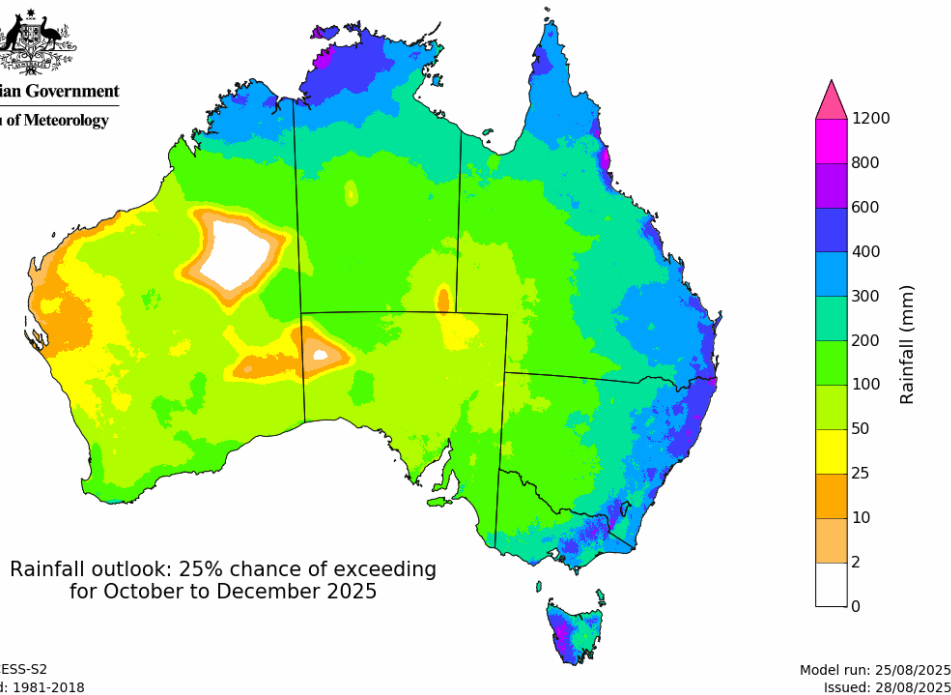 ian Government
of Meteorology
1200
800
600
400
300
200
100
50
25
10
2
0
Rainfall (mm)
Rainfall outlook: 25% chance of exceeding
for October to December 2025
CESS-S2
d: 1981-2018
Model run: 25/08/2025
Issued: 28/08/2025